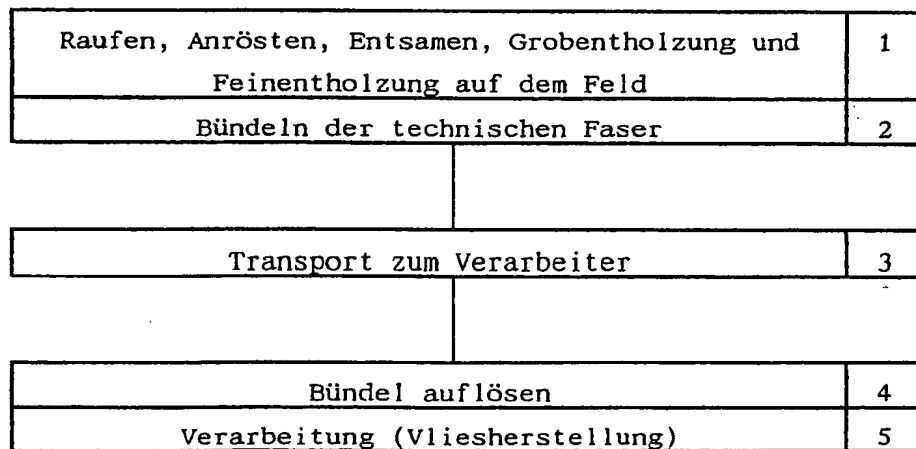 Raufen, Anrösten, Entsamen, Grobentholzung und 1
Feinentholzung auf dem Feld
Bündeln der technischen Faser 2
Transport zum Verarbeiter 3
Bündel auflösen 4
Verarbeitung (Vliesherstellung) 5